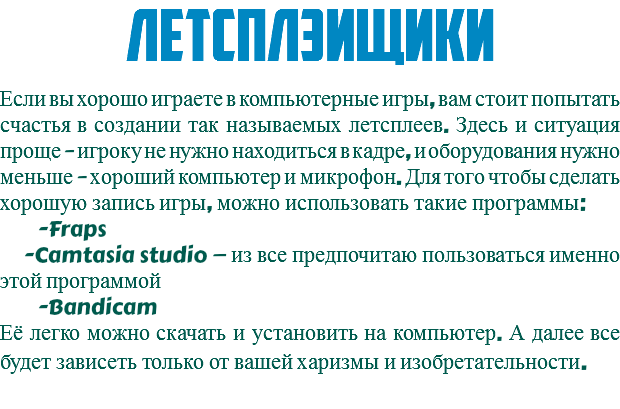 ЛЕТСПЛЭИЩИКИ
Если вы хорошо играете в компьютерные игры, вам стоит попытать
счастья в создании так называемых летсплеев. Здесь и ситуация
проще – игроку не нужно находиться в кадре, и оборудования нужно
меньше – хороший компьютер и микрофон. Для того чтобы сделать
хорошую запись игры, можно использовать такие программы:
-Fraps
-Camtasia studio – из все предпочитаю пользоваться именно
этой программой
-Bandicam
Её легко можно скачать и установить на компьютер. А далее все
будет зависеть только от вашей харизмы и изобретательности.